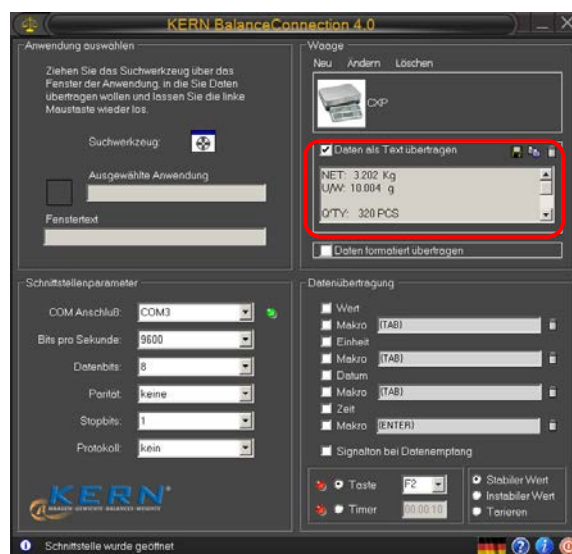 KERN BalanceConnection 4.0
Anwendung auswählen
Ziehen Sie das Suchwerkzeug über das
Fenster der Anwendung, in die Sie Daten
übertragen wollen und lassen Sie die linke
Maustaste wieder los.
Suchwerkzeug:
Ausgewählte Anwendung
Fenstertext
Waage
Neu Ändern Löschen
CXP
Daten als Text übertragen
NET: 3.202 Kg
U/W: 10.004 g
Q'TY: 320 PCS
Daten formatiert übertragen
Schnittstellenparameter
COM Anschluß: COM3
Bits pro Sekunde: 9600
Datenbits: 8
Parität: keine
Stopbits: 1
Protokoll: kein
KERN
WAAGEN-GEWICHTE BALANCES-WEIGHTS
Datenübertragung
Wert
Makro {TAB}
Einheit
Makro {TAB}
Datum
Makro {TAB}
Zeit
Makro {ENTER}
Signalton bei Datenempfang
Taste F2
Timer 00:00:10
Stabiler Wert
Instabiler Wert
Tarieren
Schnittstelle wurde geöffnet